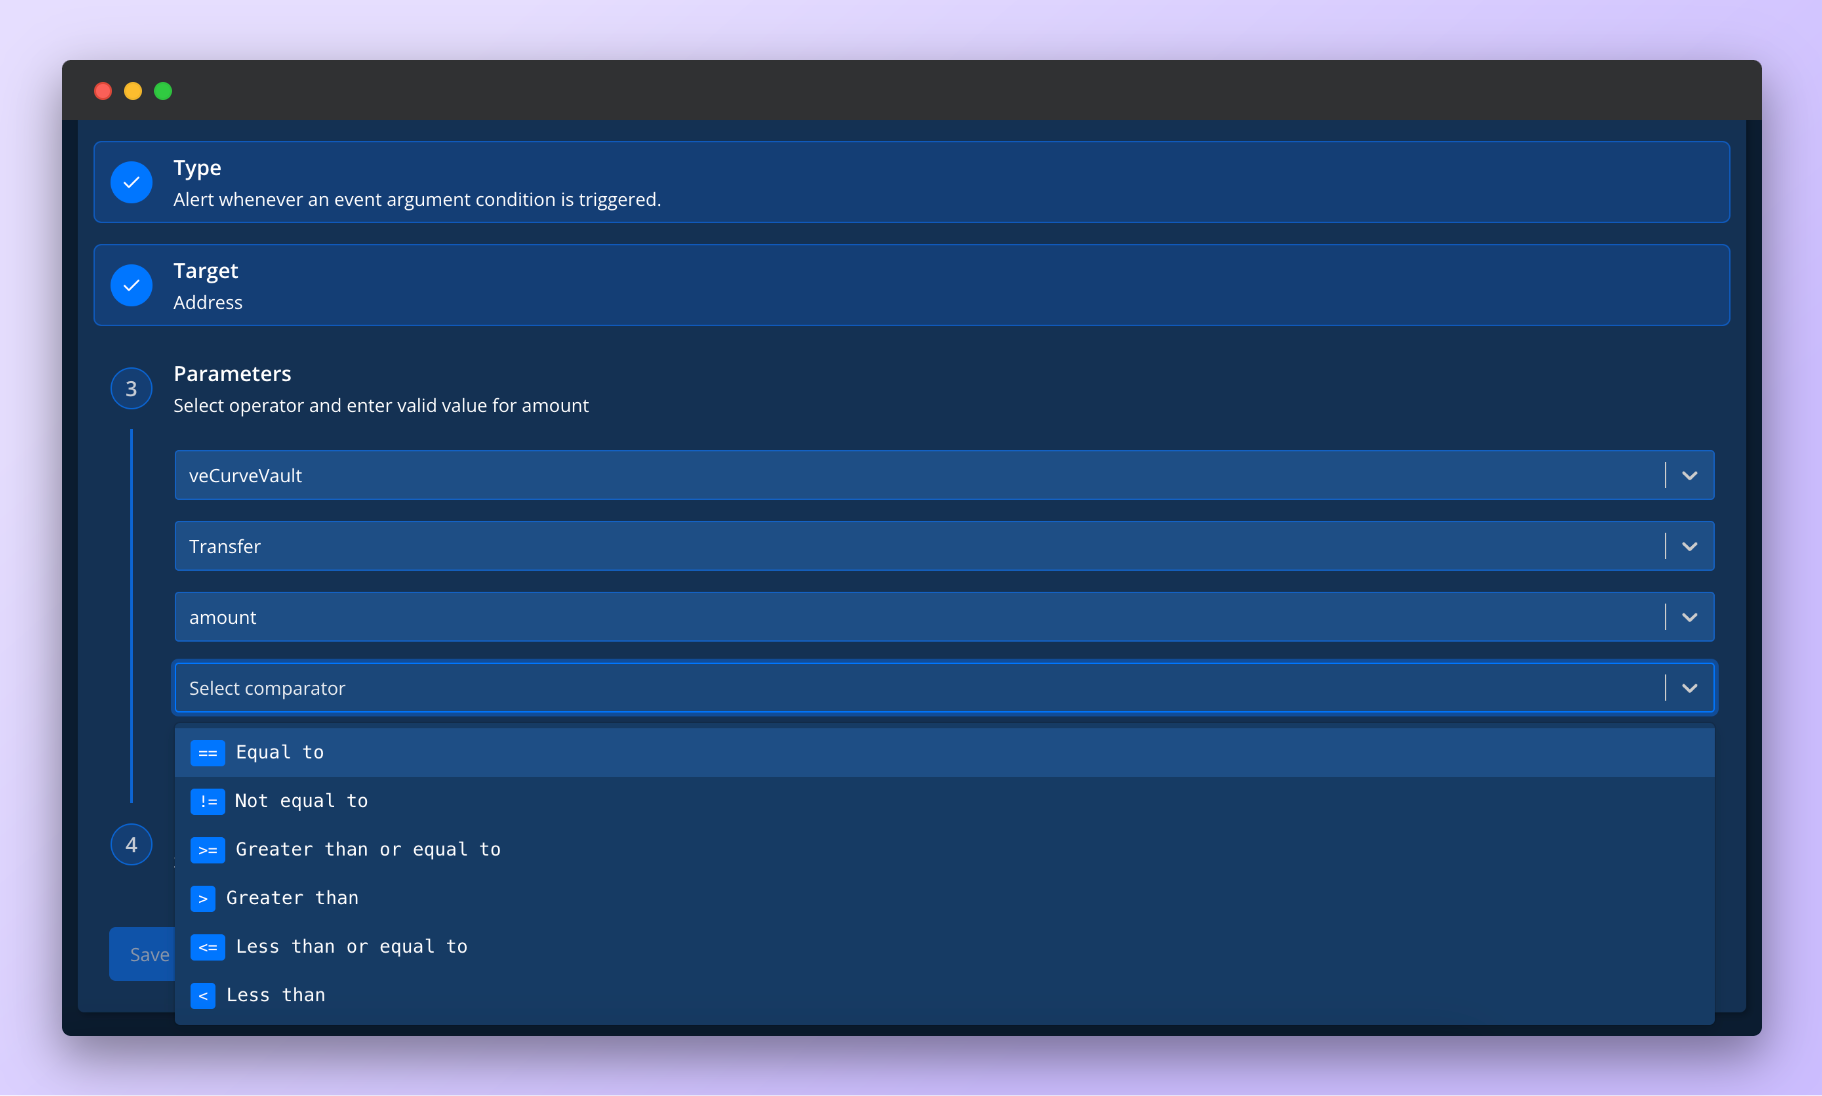 Type
Alert whenever an event argument condition is triggered.
Target
Address
3
Parameters
Select operator and enter valid value for amount
veCurveVault
Transfer
amount
Select comparator
== Equal to
!= Not equal to
>= Greater than or equal to
> Greater than
<= Less than or equal to
< Less than
4
Save